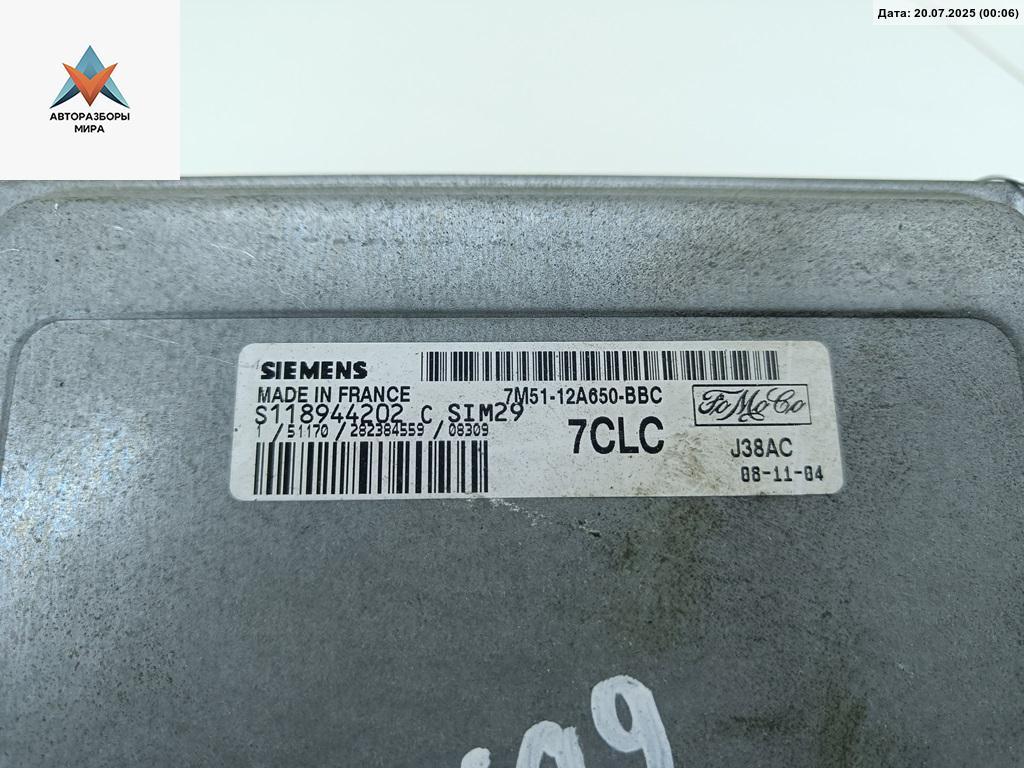 Дата: 20.07.2025 (00:06)
АВТОРАЗБОРЫ
МИРА
SIEMENS
MADE IN FRANCE
7M51-12A650-BBC
S118944202 C SIM29
FoMoCo
1 / 51170 / 282384559 / 08309
7CLC
J38AC
08-11-04